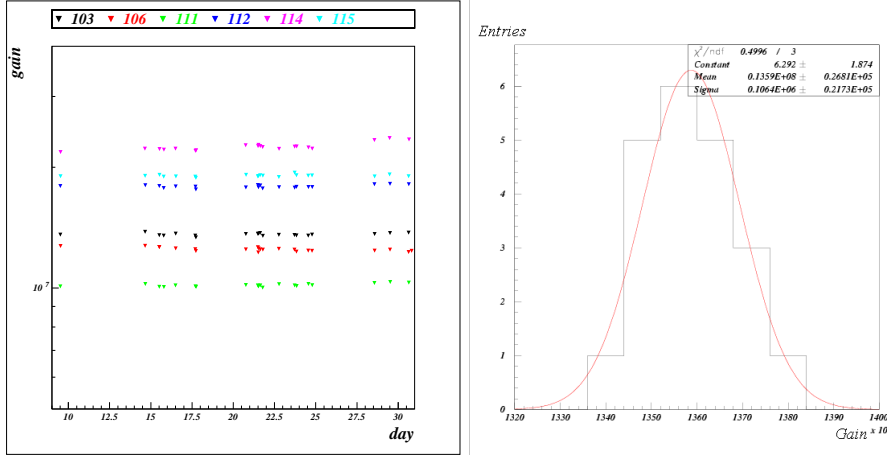 103 106 111 112 114 115
gain
10 7
10 12.5 15 17.5 20 22.5 25 27.5 30
day
Entries
χ²/ndf 0.4996 / 3
Constant 6.292 ± 1.874
Mean 0.1359E+08 ± 0.2681E+05
Sigma 0.1064E+06 ± 0.2173E+05
6
5
4
3
2
1
0
1320 1330 1340 1350 1360 1370 1380 1390 1400
Gain x 10